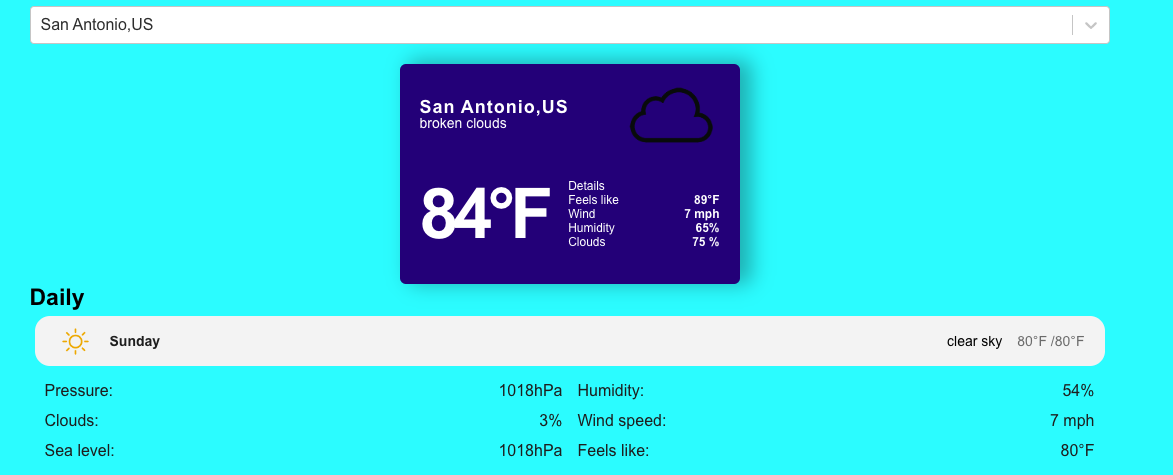 San Antonio,US
San Antonio,US
broken clouds
84°F
Details
Feels like 89°F
Wind 7 mph
Humidity 65%
Clouds 75 %
Daily
Sunday clear sky 80°F /80°F
Pressure: 1018hPa Humidity: 54%
Clouds: 3% Wind speed: 7 mph
Sea level: 1018hPa Feels like: 80°F